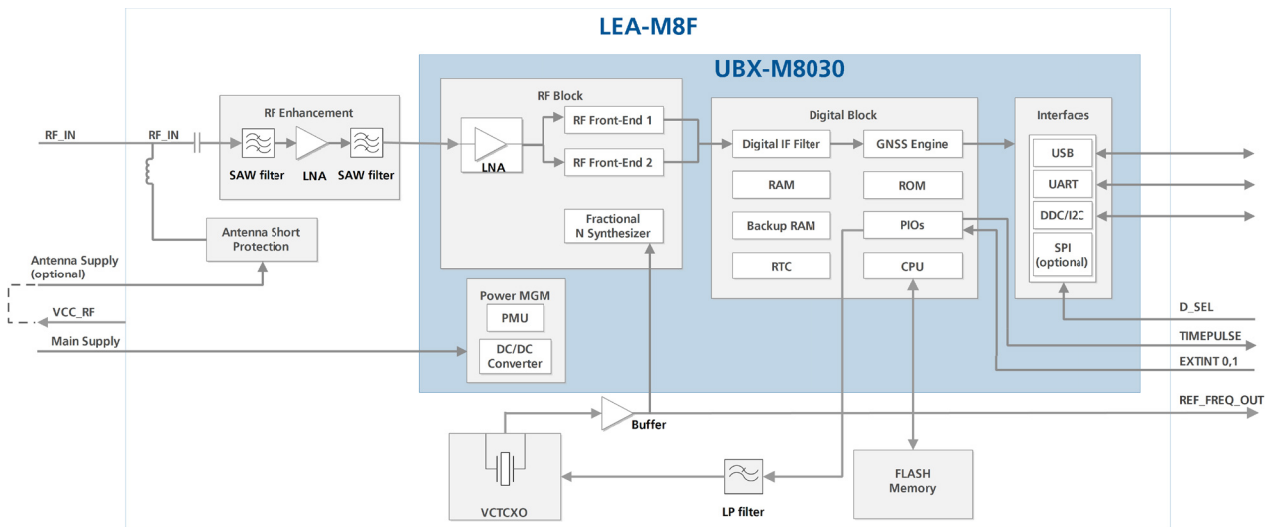 LEA-M8F
UBX-M8030
RF Enhancement
RF_IN
RF_IN
SAW filter
LNA
SAW filter
Antenna Short
Protection
Antenna Supply
(optional)
VCC_RF
Main Supply
RF Block
LNA
RF Front-End 1
RF Front-End 2
Fractional
N Synthesizer
Power MGM
PMU
DC/DC
Converter
Digital Block
Digital IF Filter
GNSS Engine
RAM
ROM
Backup RAM
PIOs
RTC
CPU
Interfaces
USB
UART
DDC/I2C
SPI
(optional)
D_SEL
TIMEPULSE
EXTINT 0,1
REF_FREQ_OUT
Buffer
VCTCXO
LP filter
FLASH
Memory